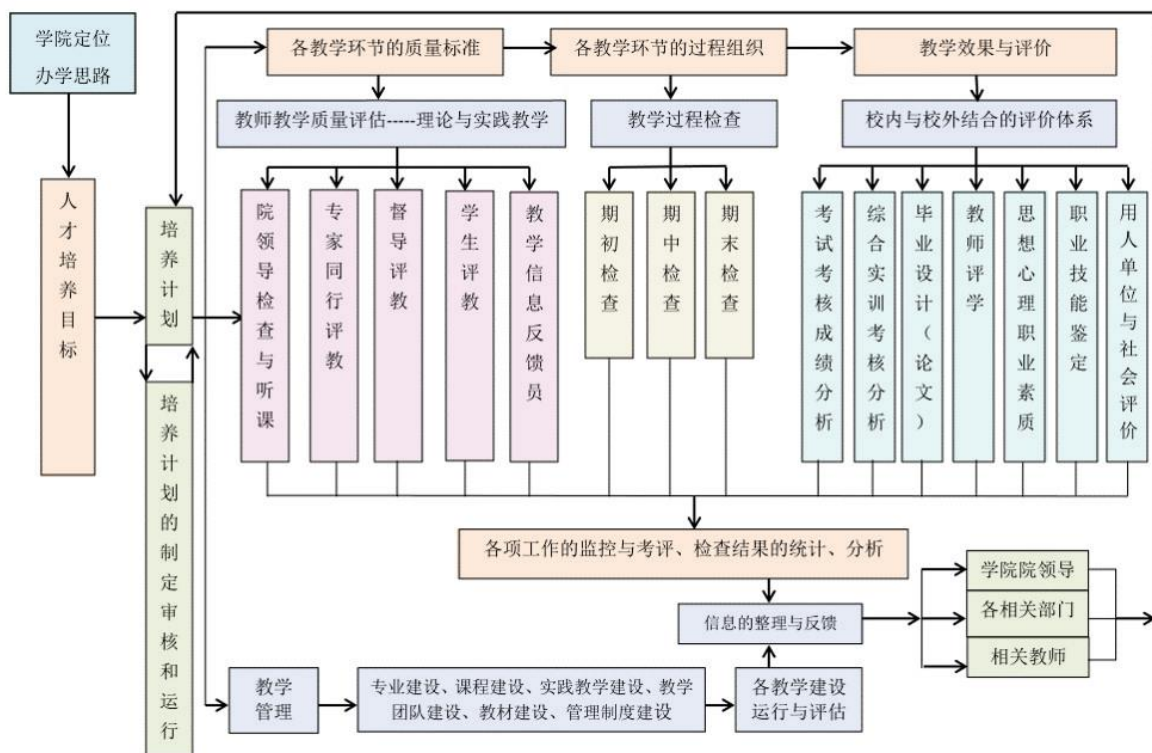 学院定位
办学思路
各教学环节的质量标准
各教学环节的过程组织
教学效果与评价
教师教学质量评估-----理论与实践教学
教学过程检查
校内与校外结合的评价体系
人才培养目标
培养计划
院领导检查与听课
专家同行评教
督导评教
学生评教
教学信息反馈员
期初检查
期中检查
期末检查
考试考核成绩分析
综合实训考核分析
毕业设计（论文）
教师评学
思想心理职业素质
职业技能鉴定
用人单位与社会评价
培养计划的制定审核和运行
各项工作的监控与考评、检查结果的统计、分析
信息的整理与反馈
学院院领导
各相关部门
相关教师
教学
管理
专业建设、课程建设、实践教学建设、教学
团队建设、教材建设、管理制度建设
各教学建设
运行与评估